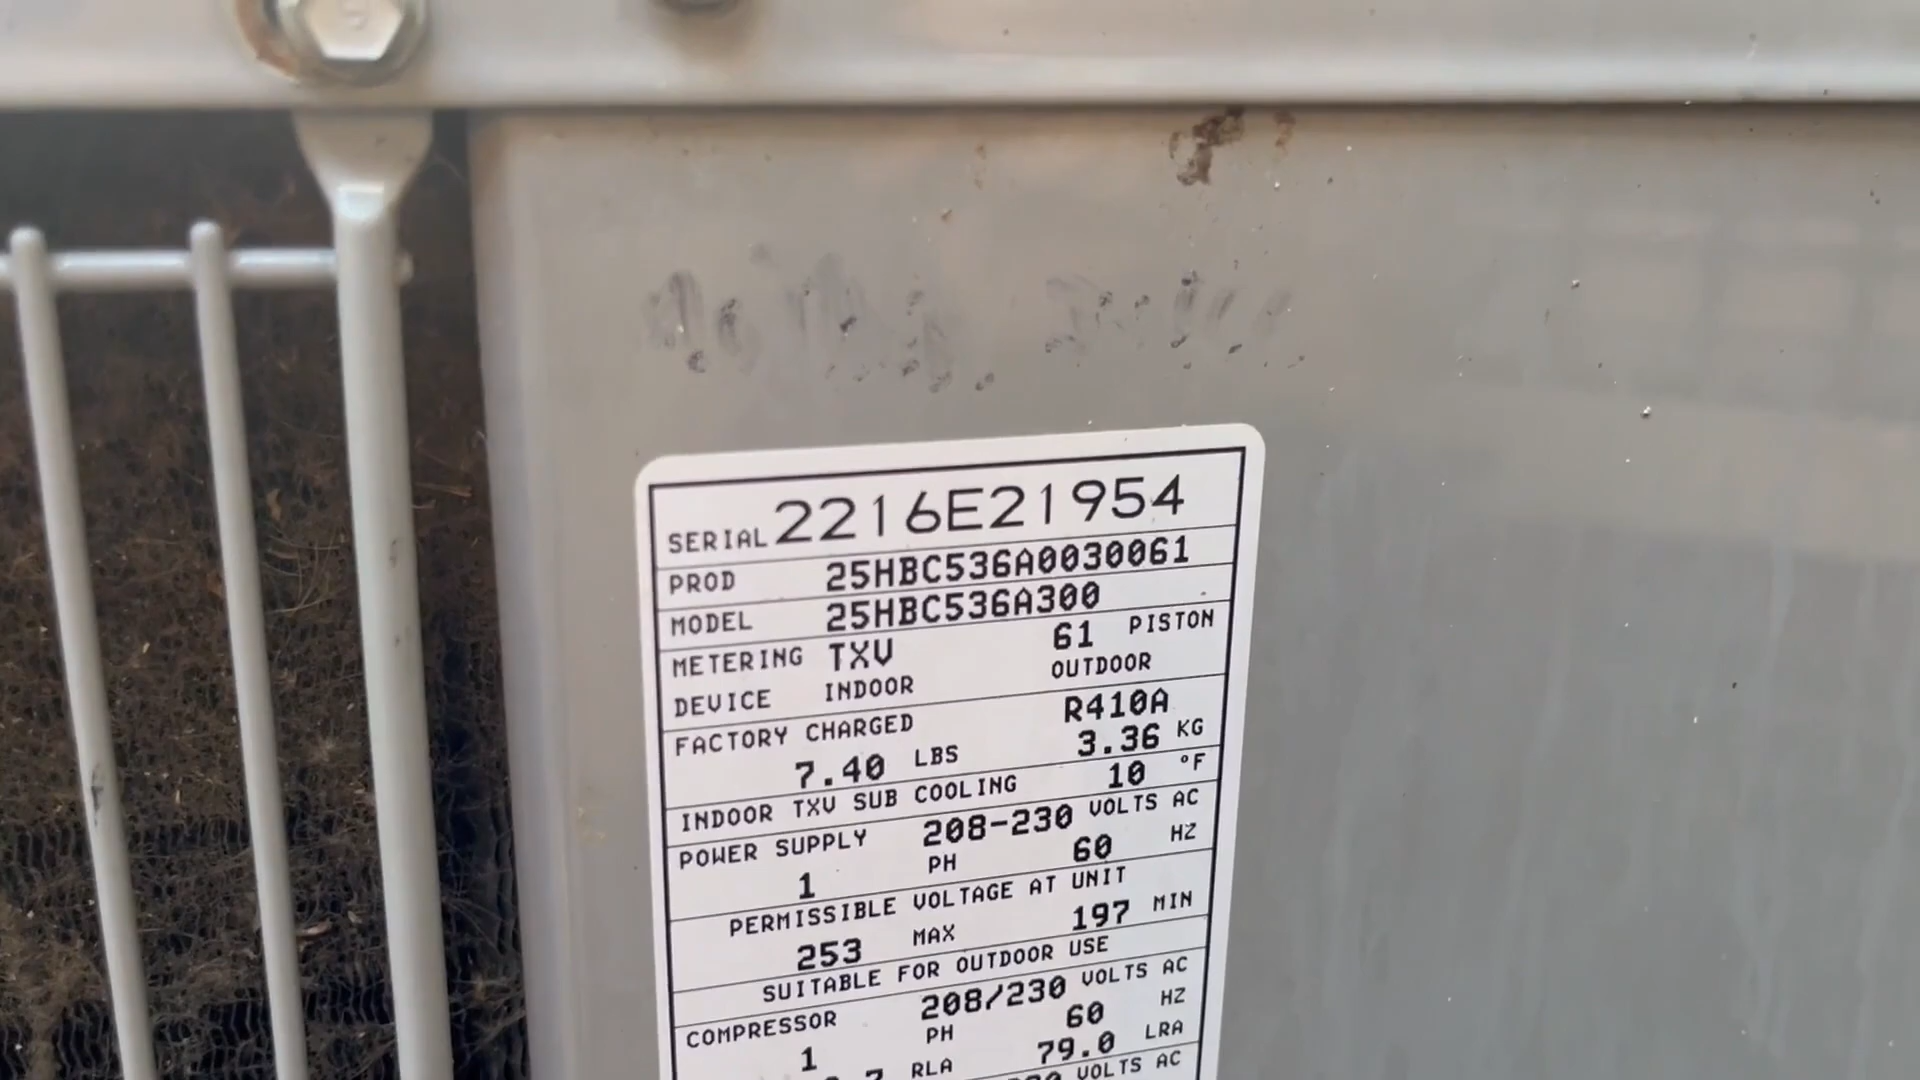 SERIAL 2216E21954
PROD 25HBC536A0030061
MODEL 25HBC536A300
METERING TXV 61 PISTON
DEVICE INDOOR OUTDOOR
FACTORY CHARGED R410A
7.40 LBS 3.36 KG
INDOOR TXV SUB COOLING 10 °F
POWER SUPPLY 208-230 VOLTS AC
1 PH 60 HZ
PERMISSIBLE VOLTAGE AT UNIT
253 MAX 197 MIN
SUITABLE FOR OUTDOOR USE
COMPRESSOR 208/230 VOLTS AC
1 PH 60 HZ
RLA 79.0 LRA
VOLTS AC